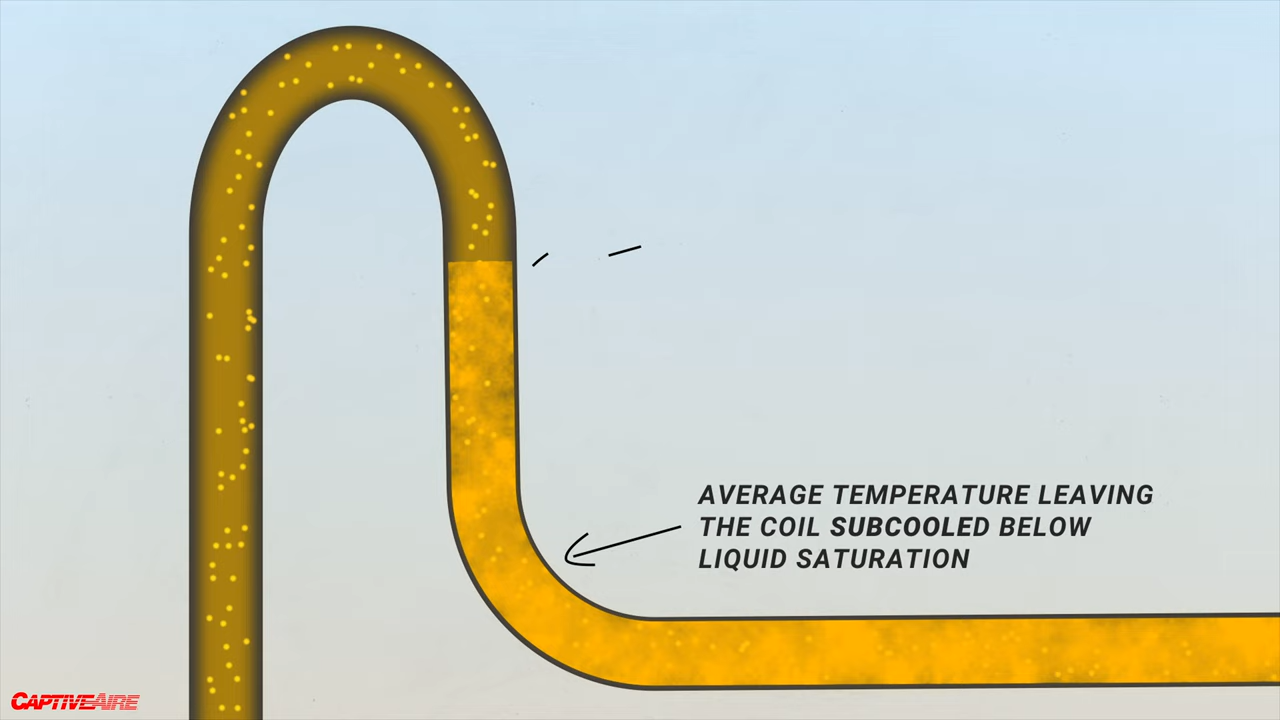 AVERAGE TEMPERATURE LEAVING
THE COIL SUBCOOLED BELOW
LIQUID SATURATION
CAPTIVEAIRE